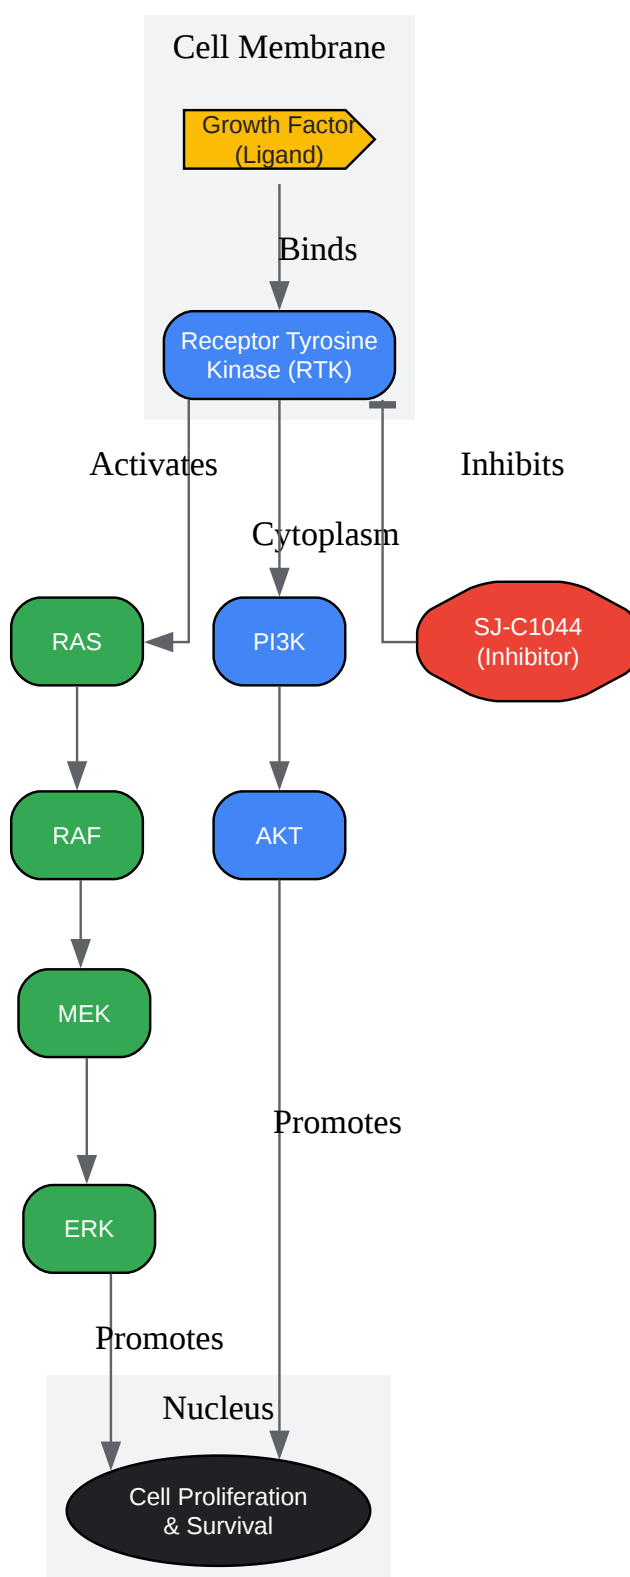 Cell Membrane
Growth Factor
(Ligand)
Binds
Receptor Tyrosine
Kinase (RTK)
Activates
Inhibits
Cytoplasm
RAS
PI3K
SJ-C1044
(Inhibitor)
RAF
AKT
MEK
Promotes
ERK
Promotes
Nucleus
Cell Proliferation
& Survival